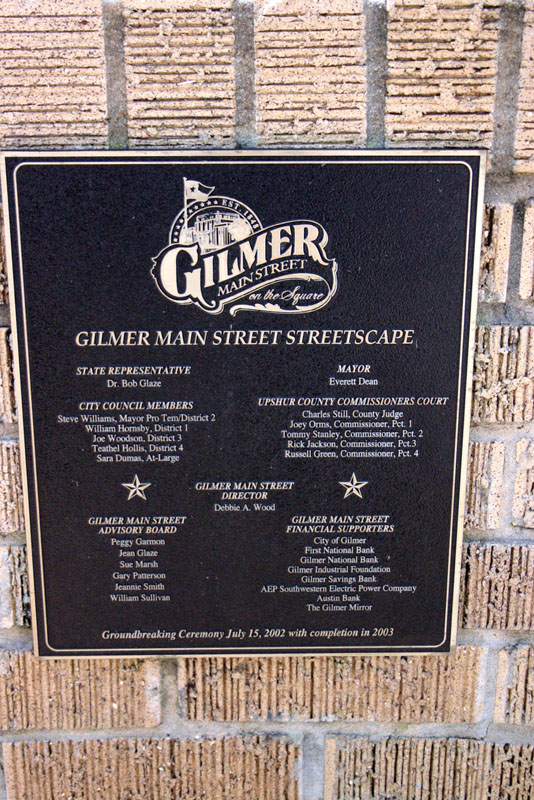 EST. 1846
GILMER
MAIN STREET
on the Square
GILMER MAIN STREET STREETSCAPE
STATE REPRESENTATIVE
Dr. Bob Glaze
MAYOR
Everett Dean
CITY COUNCIL MEMBERS
Steve Williams, Mayor Pro Tem/District 2
William Hornsby, District 1
Joe Woodson, District 3
Teathel Hollis, District 4
Sara Dumas, At-Large
UPSHUR COUNTY COMMISSIONERS COURT
Charles Still, County Judge
Joey Orms, Commissioner, Pct. 1
Tommy Stanley, Commissioner, Pct. 2
Rick Jackson, Commissioner, Pct.3
Russell Green, Commissioner, Pct. 4
GILMER MAIN STREET
DIRECTOR
Debbie A. Wood
GILMER MAIN STREET
ADVISORY BOARD
Peggy Garmon
Jean Glaze
Sue Marsh
Gary Patterson
Jeannie Smith
William Sullivan
GILMER MAIN STREET
FINANCIAL SUPPORTERS
City of Gilmer
First National Bank
Gilmer National Bank
Gilmer Industrial Foundation
Gilmer Savings Bank
AEP Southwestern Electric Power Company
Austin Bank
The Gilmer Mirror
Groundbreaking Ceremony July 15, 2002 with completion in 2003